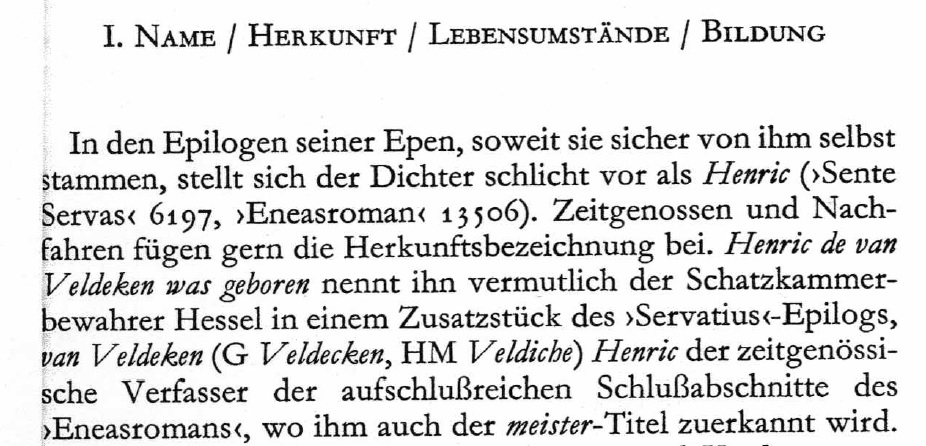 I. NAME / HERKUNFT / LEBENSUMSTÄNDE / BILDUNG
In den Epilogen seiner Epen, soweit sie sicher von ihm selbst
stammen, stellt sich der Dichter schlicht vor als Henric (›Sente
Servas‹ 6197, ›Eneasroman‹ 13506). Zeitgenossen und Nach-
fahren fügen gern die Herkunftsbezeichnung bei. Henric de van
Veldeken was geboren nennt ihn vermutlich der Schatzkammer-
bewahrer Hessel in einem Zusatzstück des ›Servatius‹-Epilogs,
van Veldeken (G Veldecken, HM Veldiche) Henric der zeitgenössi-
sche Verfasser der aufschlußreichen Schlußabschnitte des
›Eneasromans‹, wo ihm auch der meister-Titel zuerkannt wird.